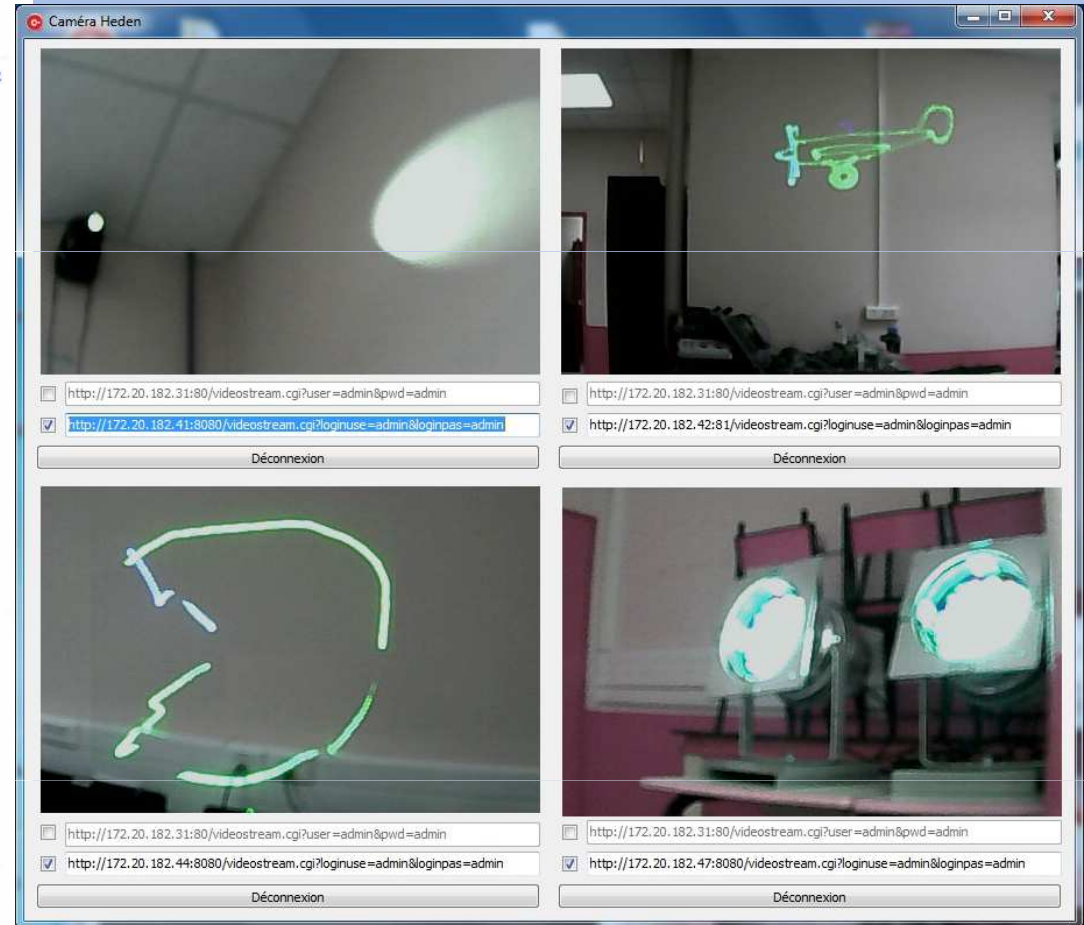 Caméra Heden
http://172.20.182.31:80/videostream.cgi?user=admin&pwd=admin
http://172.20.182.41:8080/videostream.cgi?loginuse=admin&loginpas=admin
Déconnexion
http://172.20.182.31:80/videostream.cgi?user=admin&pwd=admin
http://172.20.182.42:81/videostream.cgi?loginuse=admin&loginpas=admin
Déconnexion
http://172.20.182.31:80/videostream.cgi?user=admin&pwd=admin
http://172.20.182.44:8080/videostream.cgi?loginuse=admin&loginpas=admin
Déconnexion
http://172.20.182.31:80/videostream.cgi?user=admin&pwd=admin
http://172.20.182.47:8080/videostream.cgi?loginuse=admin&loginpas=admin
Déconnexion